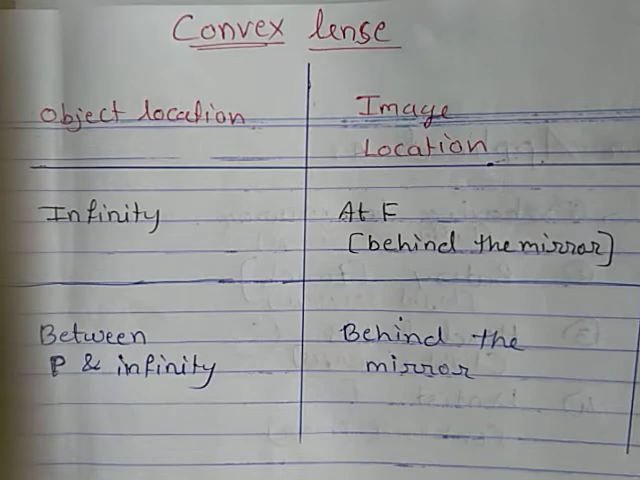 Convex lense
Object location
Image
Location
Infinity
At F
[behind the mirror]
Between
P & infinity
Behind the
mirror